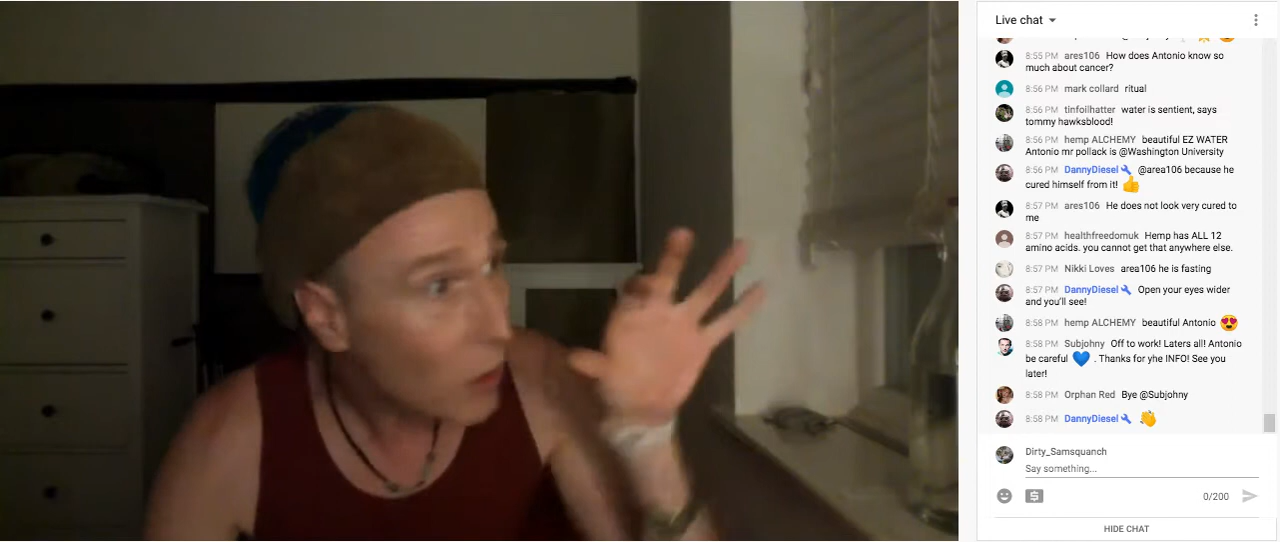 Live chat
8:55 PM ares106 How does Antonio know so
much about cancer?
8:56 PM mark collard ritual
8:56 PM tinfoilhatter water is sentient, says
tommy hawksblood!
8:56 PM hemp ALCHEMY beautiful EZ WATER
Antonio mr pollack is @Washington University
8:56 PM DannyDiesel @area106 because he
cured himself from it! 👍
8:57 PM ares106 He does not look very cured to
me
8:57 PM healthfreedomuk Hemp has ALL 12
amino acids. you cannot get that anywhere else.
8:57 PM Nikki Loves area106 he is fasting
8:57 PM DannyDiesel Open your eyes wider
and you'll see!
8:58 PM hemp ALCHEMY beautiful Antonio 😍
8:58 PM Subjohny Off to work! Laters all! Antonio
be careful 💙 . Thanks for yhe INFO! See you
later!
8:58 PM Orphan Red Bye @Subjohny
8:58 PM DannyDiesel 👋
Dirty_Samsquanch
Say something...
0/200
HIDE CHAT